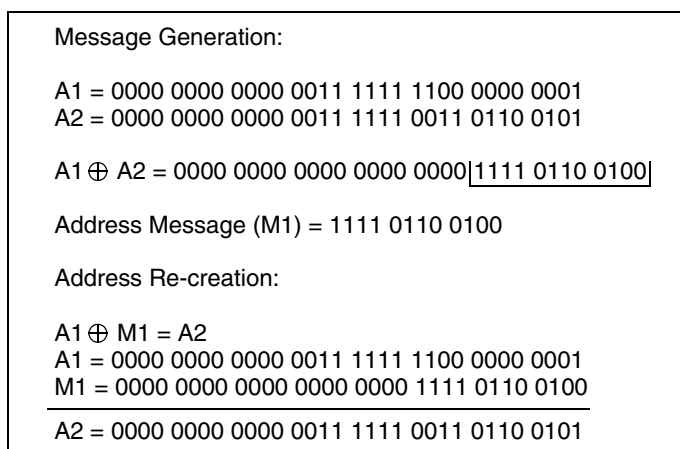 Message Generation:
A1 = 0000 0000 0000 0011 1111 1100 0000 0001
A2 = 0000 0000 0000 0011 1111 0011 0110 0101
A1 ⊕ A2 = 0000 0000 0000 0000 0000 1111 0110 0100
Address Message (M1) = 1111 0110 0100
Address Re-creation:
A1 ⊕ M1 = A2
A1 = 0000 0000 0000 0011 1111 1100 0000 0001
M1 = 0000 0000 0000 0000 0000 1111 0110 0100
A2 = 0000 0000 0000 0011 1111 0011 0110 0101